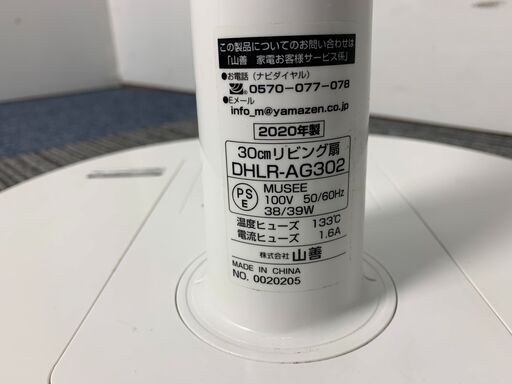 この製品についてのお問い合わせは
「山善 家電お客様サービス係」
●お電話（ナビダイヤル）
0570-077-078
●Eメール
info_m@yamazen.co.jp
2020年製
30cmリビング扇
DHLR-AG302
PS
E
MUSEE
100V 50/60Hz
38/39W
温度ヒューズ 133℃
電流ヒューズ 1.6A
株式会社 山善
MADE IN CHINA
NO. 0020205